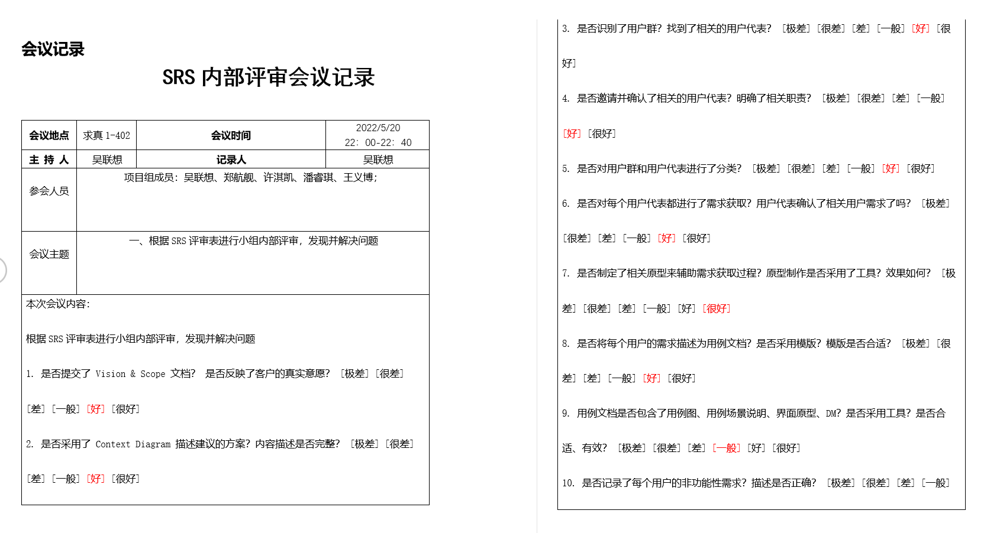 会议记录
SRS 内部评审会议记录
会议地点 求真 1-402 会议时间 2022/5/20
22：00-22：40
主 持 人 吴联想 记录人 吴联想
参会人员 项目组成员：吴联想、郑航舰、许淇凯、潘睿琪、王义博；
会议主题 一、根据 SRS 评审表进行小组内部评审，发现并解决问题
本次会议内容：
根据 SRS 评审表进行小组内部评审，发现并解决问题
1. 是否提交了 Vision & Scope 文档？ 是否反映了客户的真实意愿？ [极差] [很差]
[差] [一般] [好] [很好]
2. 是否采用了 Context Diagram 描述建议的方案？内容描述是否完整？ [极差] [很差]
[差] [一般] [好] [很好]
3. 是否识别了用户群？找到了相关的用户代表？ [极差] [很差] [差] [一般] [好] [很
好]
4. 是否邀请并确认了相关的用户代表？明确了相关职责？ [极差] [很差] [差] [一般]
[好] [很好]
5. 是否对用户群和用户代表进行了分类？ [极差] [很差] [差] [一般] [好] [很好]
6. 是否对每个用户代表都进行了需求获取？用户代表确认了相关用户需求了吗？ [极差]
[很差] [差] [一般] [好] [很好]
7. 是否制定了相关原型来辅助需求获取过程？原型制作是否采用了工具？效果如何？ [极
差] [很差] [差] [一般] [好] [很好]
8. 是否将每个用户的需求描述为用例文档？是否采用模版？模版是否合适？ [极差] [很
差] [差] [一般] [好] [很好]
9. 用例文档是否包含了用例图、用例场景说明、界面原型、DM？是否采用工具？是否合
适、有效？ [极差] [很差] [差] [一般] [好] [很好]
10. 是否记录了每个用户的非功能性需求？描述是否正确？ [极差] [很差] [差] [一般]